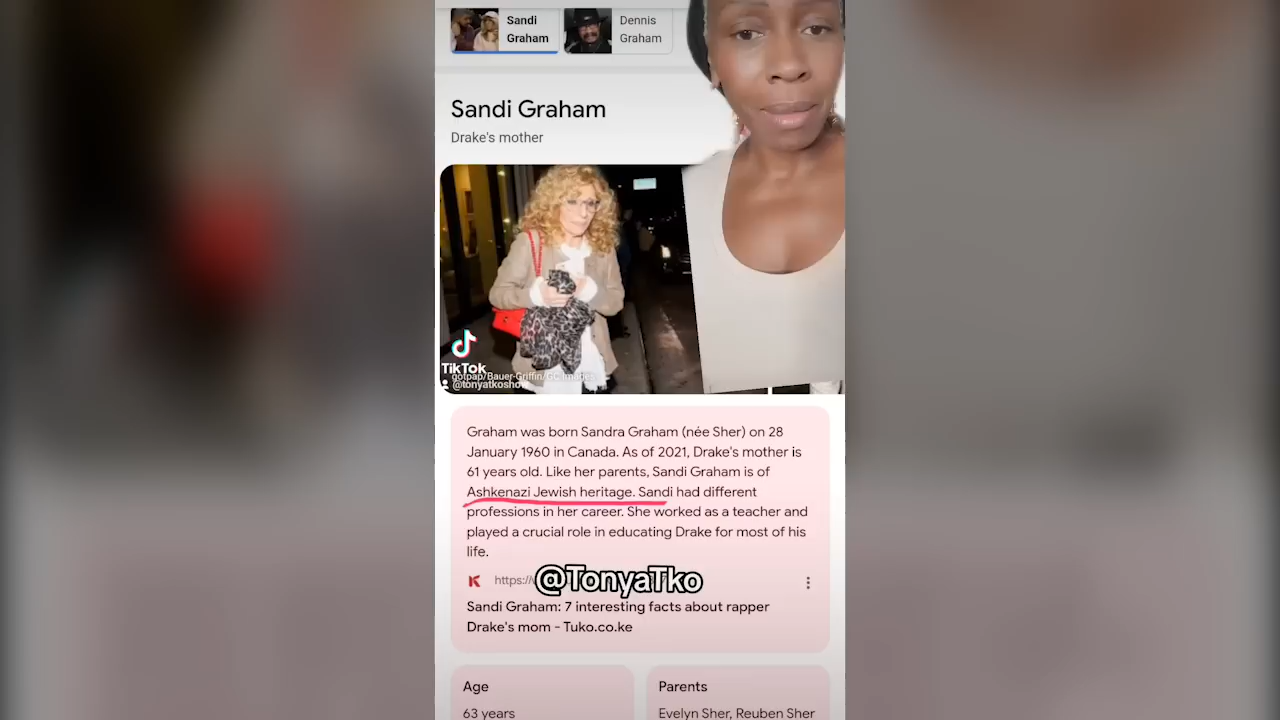 Sandi
Graham
Dennis
Graham
Sandi Graham
Drake's mother
TikTok
@tonyatkosho
Graham was born Sandra Graham (née Sher) on 28
January 1960 in Canada. As of 2021, Drake's mother is
61 years old. Like her parents, Sandi Graham is of
Ashkenazi Jewish heritage. Sandi had different
professions in her career. She worked as a teacher and
played a crucial role in educating Drake for most of his
life.
https://
@TonyaTko
Sandi Graham: 7 interesting facts about rapper
Drake's mom - Tuko.co.ke
Age
Parents
63 years
Evelyn Sher, Reuben Sher